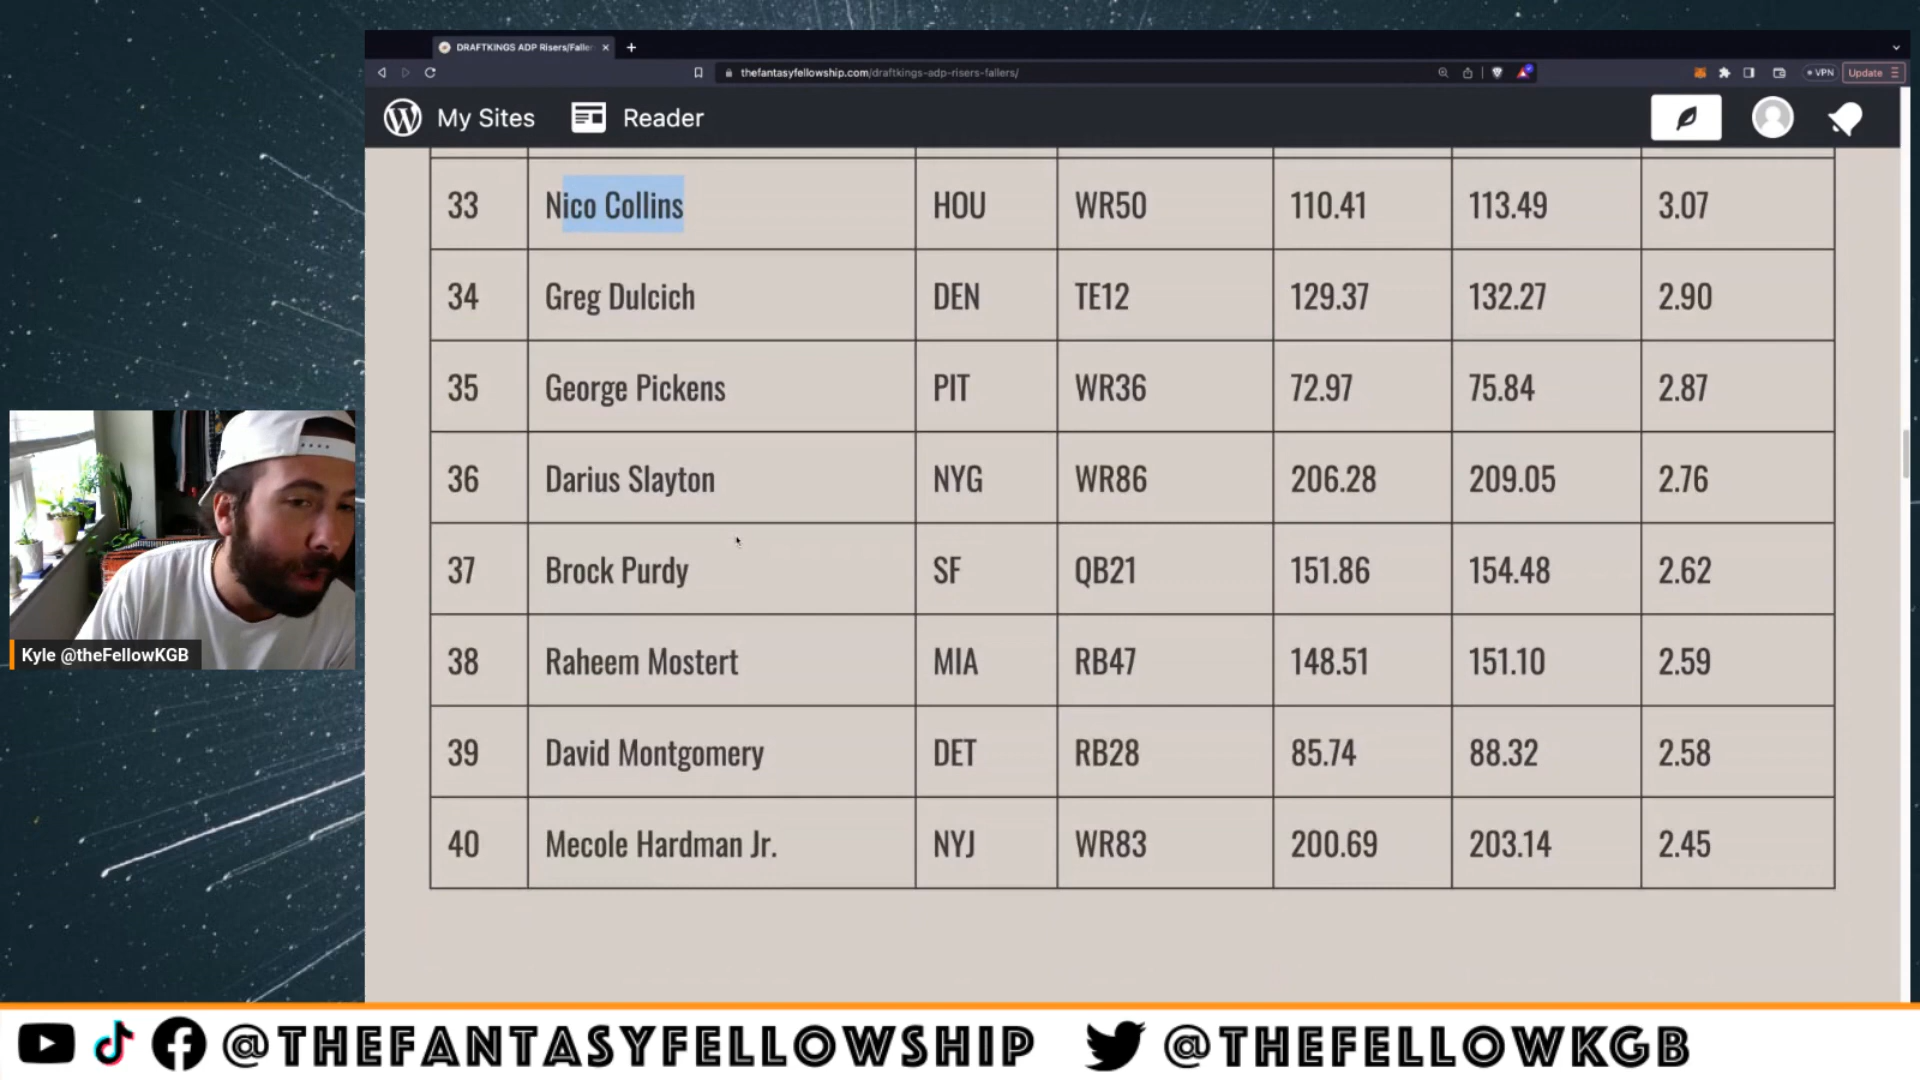 DRAFTKINGS ADP Risers/Faller
thefantasyfellowship.com/draftkings-adp-risers-fallers/
VPN
Update
My Sites
Reader
33 Nico Collins HOU WR50 110.41 113.49 3.07
34 Greg Dulcich DEN TE12 129.37 132.27 2.90
35 George Pickens PIT WR36 72.97 75.84 2.87
36 Darius Slayton NYG WR86 206.28 209.05 2.76
37 Brock Purdy SF QB21 151.86 154.48 2.62
38 Raheem Mostert MIA RB47 148.51 151.10 2.59
39 David Montgomery DET RB28 85.74 88.32 2.58
40 Mecole Hardman Jr. NYJ WR83 200.69 203.14 2.45
Kyle @theFellowKGB
@THEFANTASYFELLOWSHIP @THEFELLOWKGB